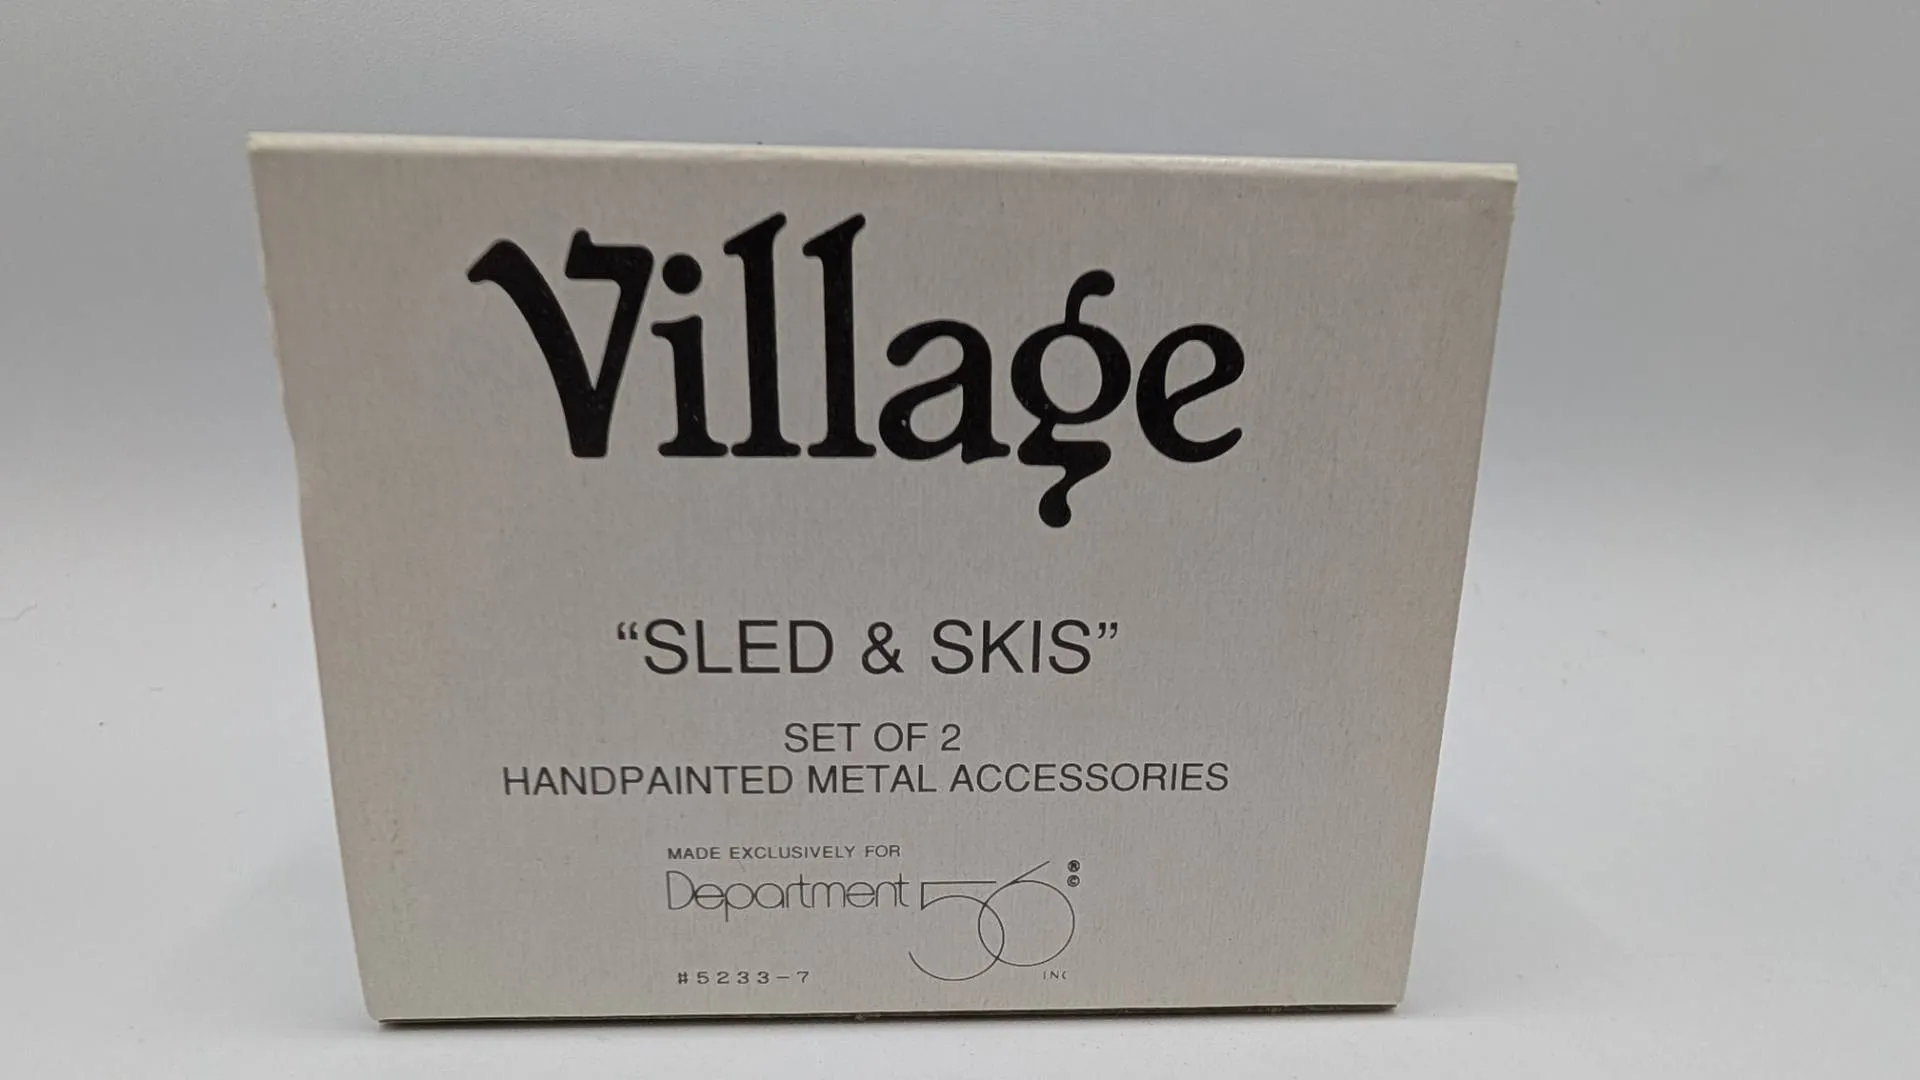 Village
“SLED & SKIS”
SET OF 2
HANDPAINTED METAL ACCESSORIES
MADE EXCLUSIVELY FOR
Department 56 ® ©
INC
#5233-7